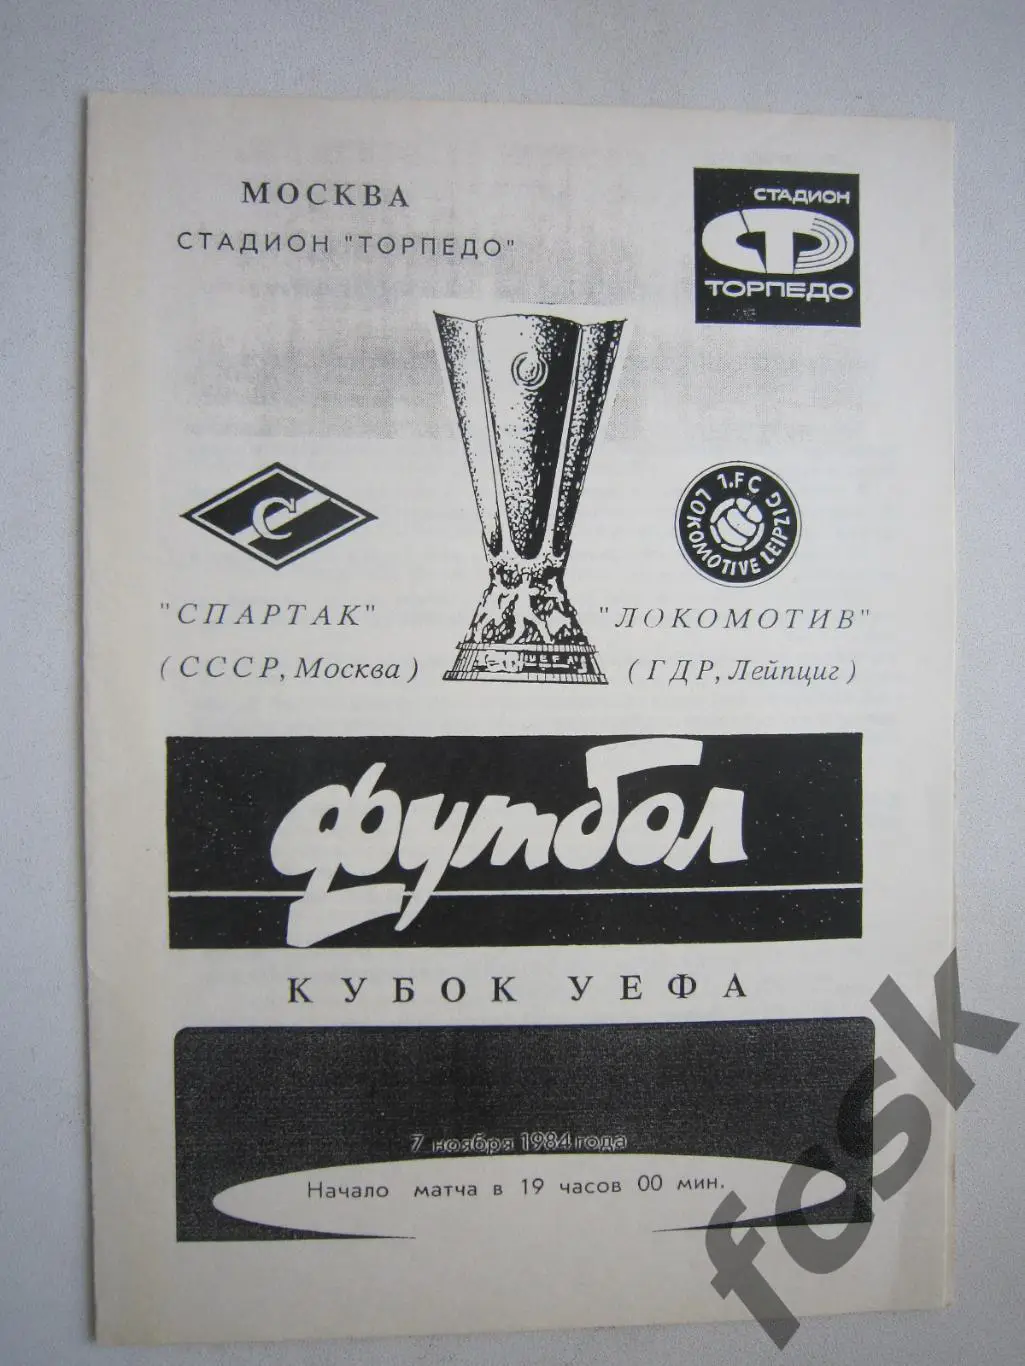 МОСКВА
СТАДИОН "ТОРПЕДО"
СТАДИОН
ТОРПЕДО
С
1.FC
LOKOMOTIVE LEIPZIG
"СПАРТАК"
(СССР, Москва)
UEFA
"ЛОКОМОТИВ"
(ГДР, Лейпциг)
футбол
КУБОК УЕФА
7 ноября 1984 года
Начало матча в 19 часов 00 мин.
fosk